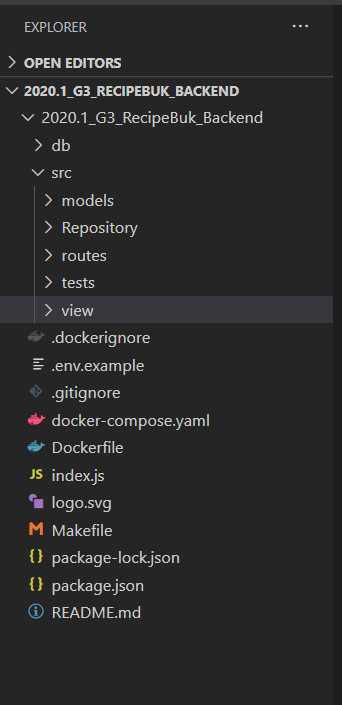 EXPLORER
OPEN EDITORS
2020.1_G3_RECIPEBUK_BACKEND
2020.1_G3_RecipeBuk_Backend
db
src
models
Repository
routes
tests
view
.dockerignore
.env.example
.gitignore
docker-compose.yaml
Dockerfile
JS index.js
logo.svg
Makefile
{} package-lock.json
{} package.json
README.md